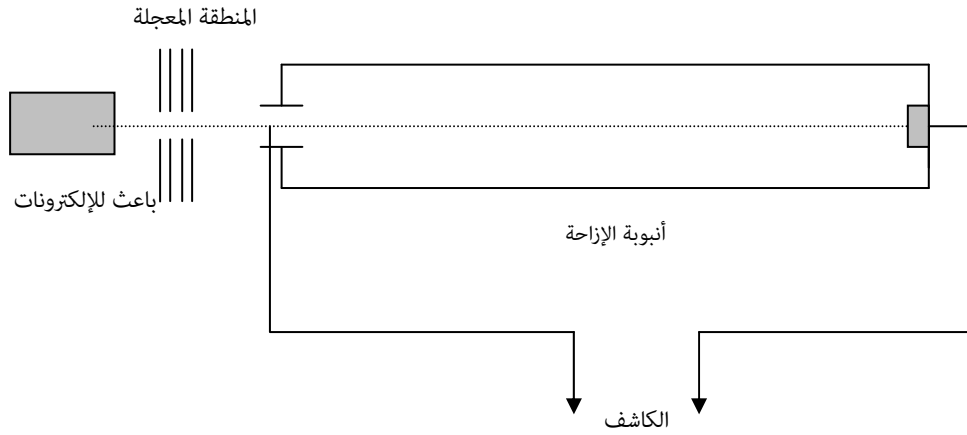 المنطقة المعجلة
باعث للإلكترونات
أنبوبة الإزاحة
الكاشف